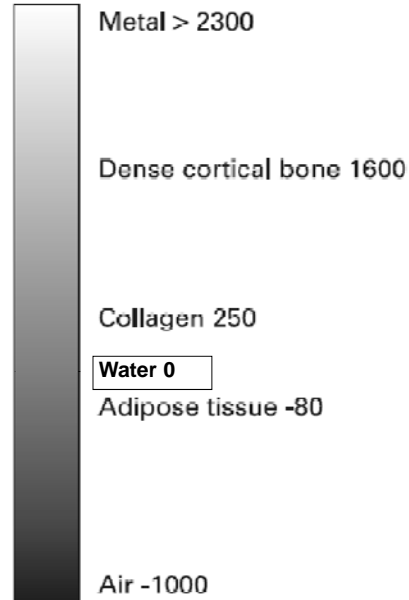 Metal > 2300
Dense cortical bone 1600
Collagen 250
Water 0
Adipose tissue -80
Air -1000